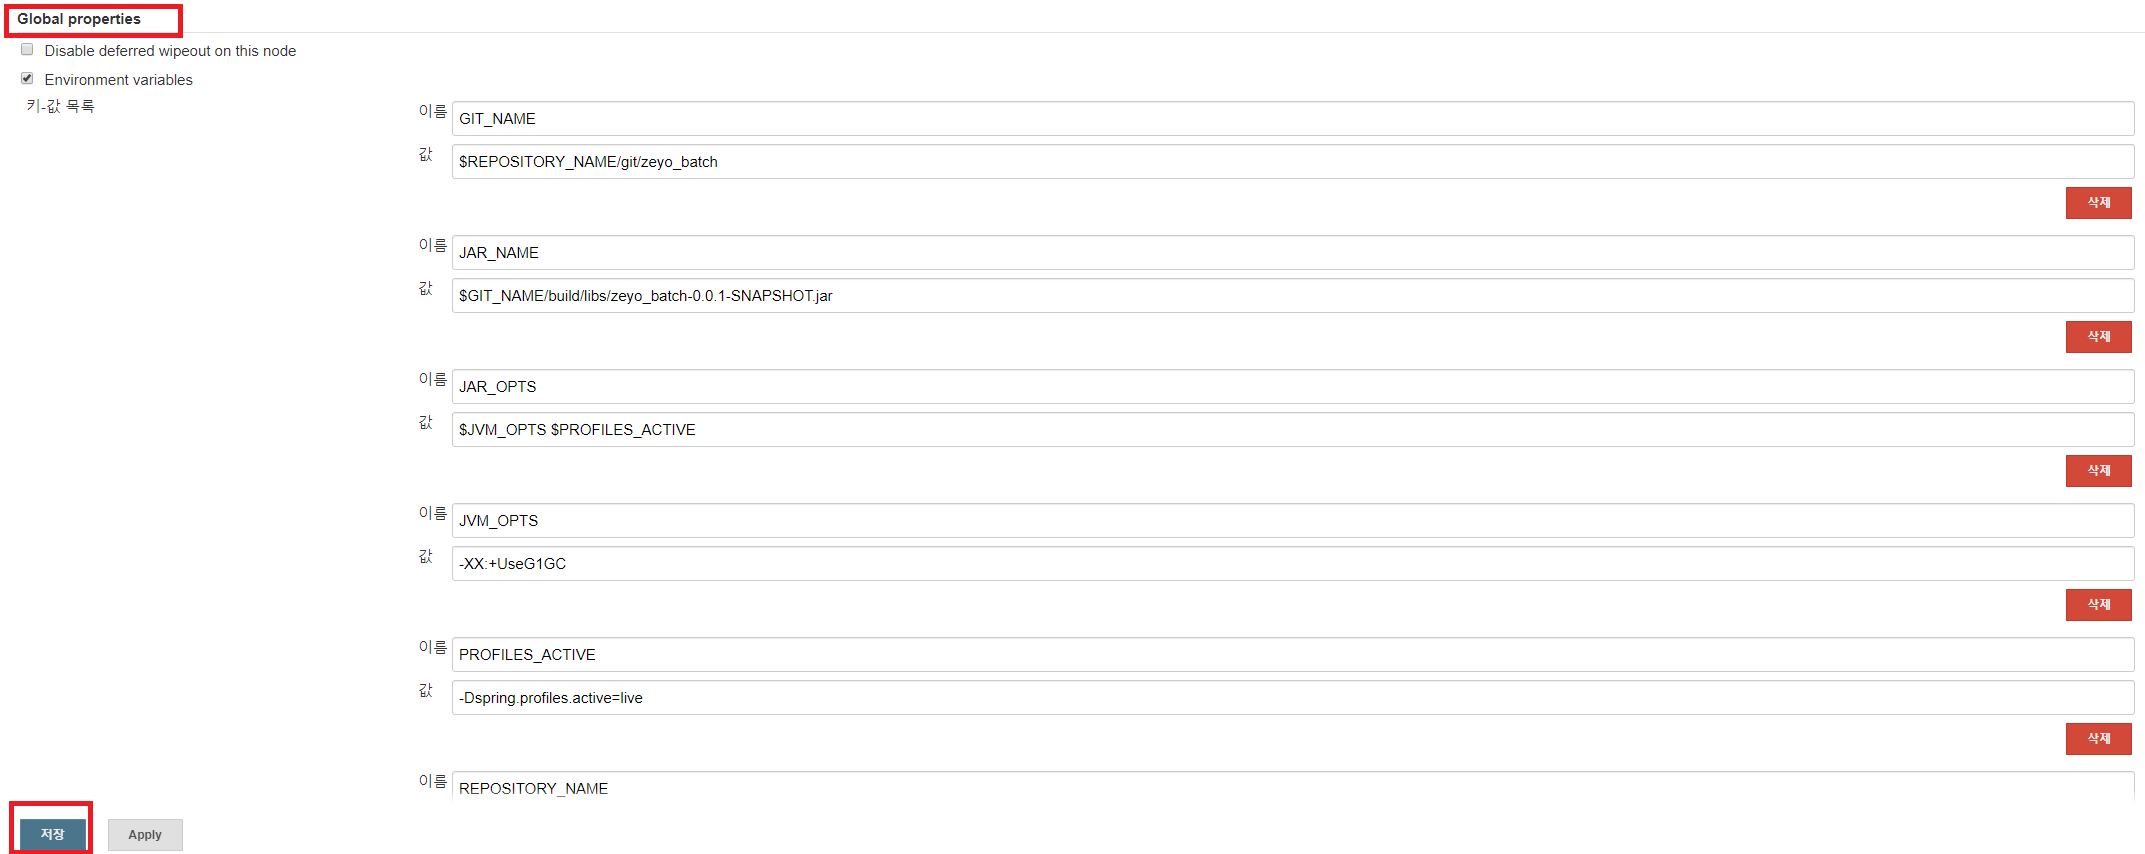 Global properties
Disable deferred wipeout on this node
Environment variables
키-값 목록
이름 GIT_NAME
값 $REPOSITORY_NAME/git/zeyo_batch
삭제
이름 JAR_NAME
값 $GIT_NAME/build/libs/zeyo_batch-0.0.1-SNAPSHOT.jar
삭제
이름 JAR_OPTS
값 $JVM_OPTS $PROFILES_ACTIVE
삭제
이름 JVM_OPTS
값 -XX:+UseG1GC
삭제
이름 PROFILES_ACTIVE
값 -Dspring.profiles.active=live
삭제
이름 REPOSITORY_NAME
저장 Apply